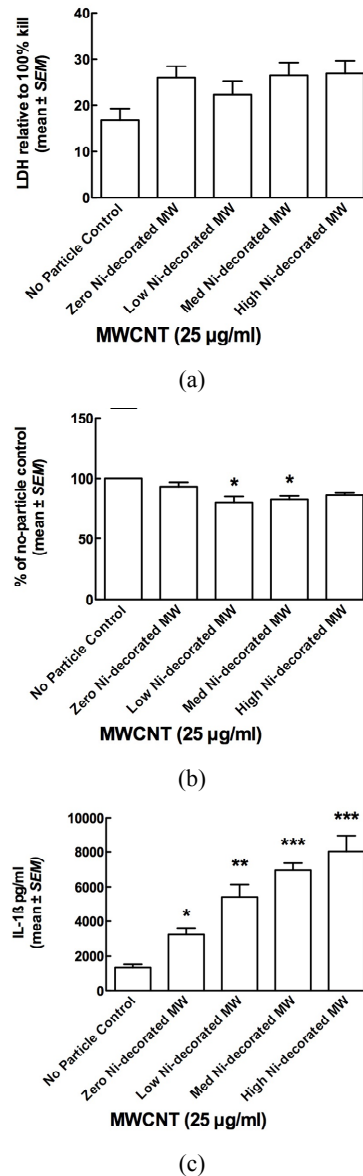 LDH relative to 100% kill
(mean ± SEM)
40
30
20
10
0
No Particle Control
Zero Ni-decorated MW
Low Ni-decorated MW
Med Ni-decorated MW
High Ni-decorated MW
MWCNT (25 µg/ml)
(a)
% of no-particle control
(mean ± SEM)
150
100
50
0
*
*
No Particle Control
Zero Ni-decorated MW
Low Ni-decorated MW
Med Ni-decorated MW
High Ni-decorated MW
MWCNT (25 µg/ml)
(b)
IL-1ß pg/ml
(mean ± SEM)
10000
8000
6000
4000
2000
0
*
**
***
***
No Particle Control
Zero Ni-decorated MW
Low Ni-decorated MW
Med Ni-decorated MW
High Ni-decorated MW
MWCNT (25 µg/ml)
(c)